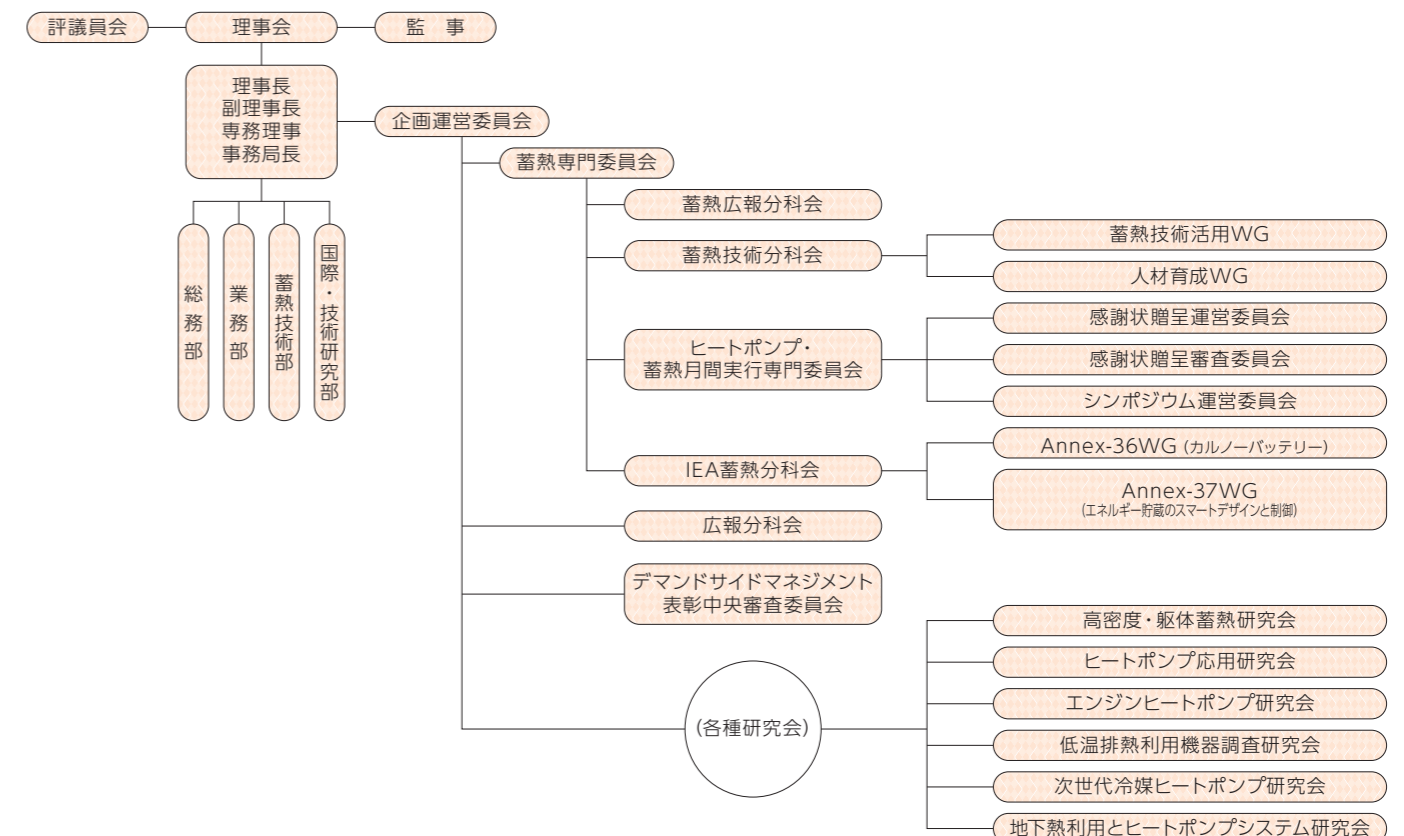 評議員会
理事会
監　事
理事長
副理事長
専務理事
事務局長
企画運営委員会
総務部
業務部
蓄熱技術部
国際・技術研究部
蓄熱専門委員会
蓄熱広報分科会
蓄熱技術分科会
蓄熱技術活用WG
人材育成WG
ヒートポンプ・
蓄熱月間実行専門委員会
感謝状贈呈運営委員会
感謝状贈呈審査委員会
シンポジウム運営委員会
IEA蓄熱分科会
Annex-36WG（カルノーバッテリー）
Annex-37WG
(エネルギー貯蔵のスマートデザインと制御)
広報分科会
デマンドサイドマネジメント
表彰中央審査委員会
(各種研究会)
高密度・躯体蓄熱研究会
ヒートポンプ応用研究会
エンジンヒートポンプ研究会
低温排熱利用機器調査研究会
次世代冷媒ヒートポンプ研究会
地下熱利用とヒートポンプシステム研究会